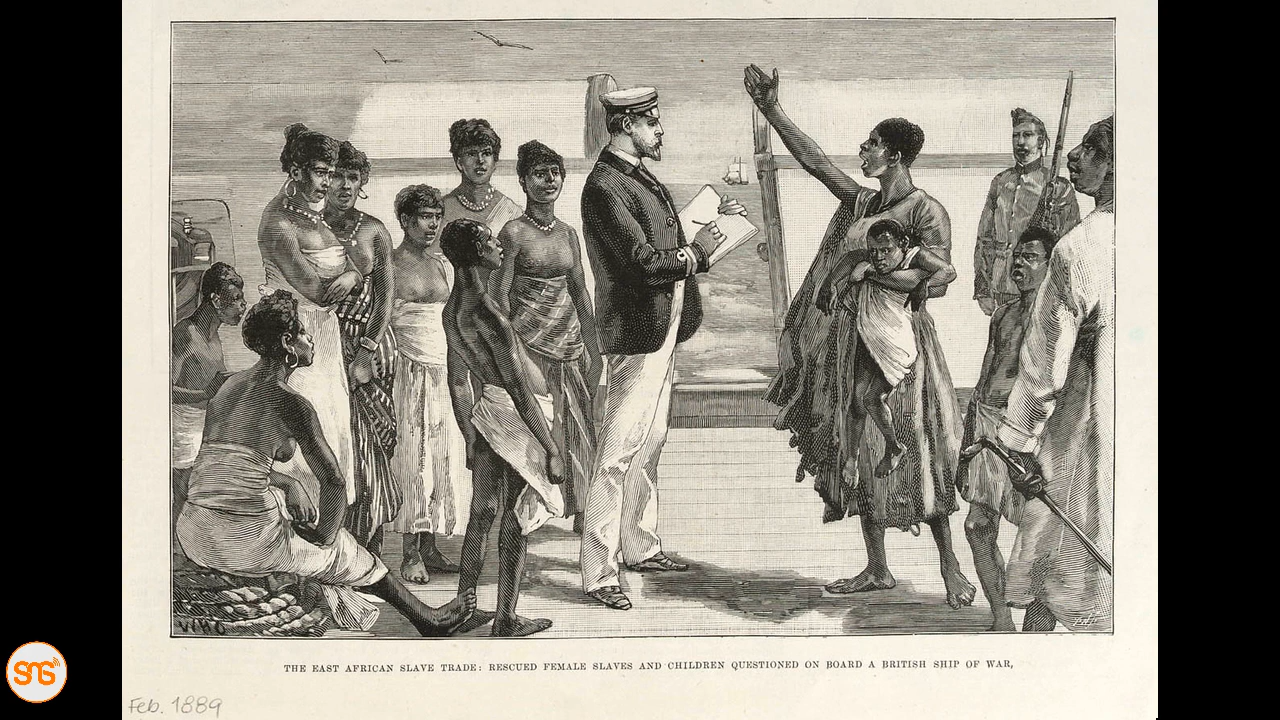 THE EAST AFRICAN SLAVE TRADE: RESCUED FEMALE SLAVES AND CHILDREN QUESTIONED ON BOARD A BRITISH SHIP OF WAR,
Feb. 1889
SNG